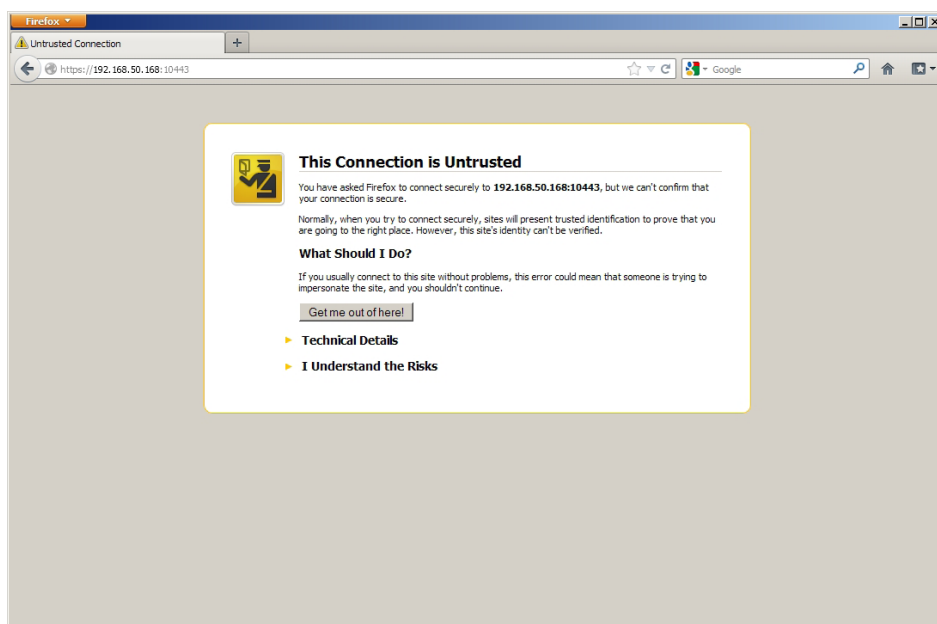 Firefox
Untrusted Connection
https://192.168.50.168:10443
Google
This Connection is Untrusted
You have asked Firefox to connect securely to 192.168.50.168:10443, but we can't confirm that
your connection is secure.
Normally, when you try to connect securely, sites will present trusted identification to prove that you
are going to the right place. However, this site's identity can't be verified.
What Should I Do?
If you usually connect to this site without problems, this error could mean that someone is trying to
impersonate the site, and you shouldn't continue.
Get me out of here!
Technical Details
I Understand the Risks